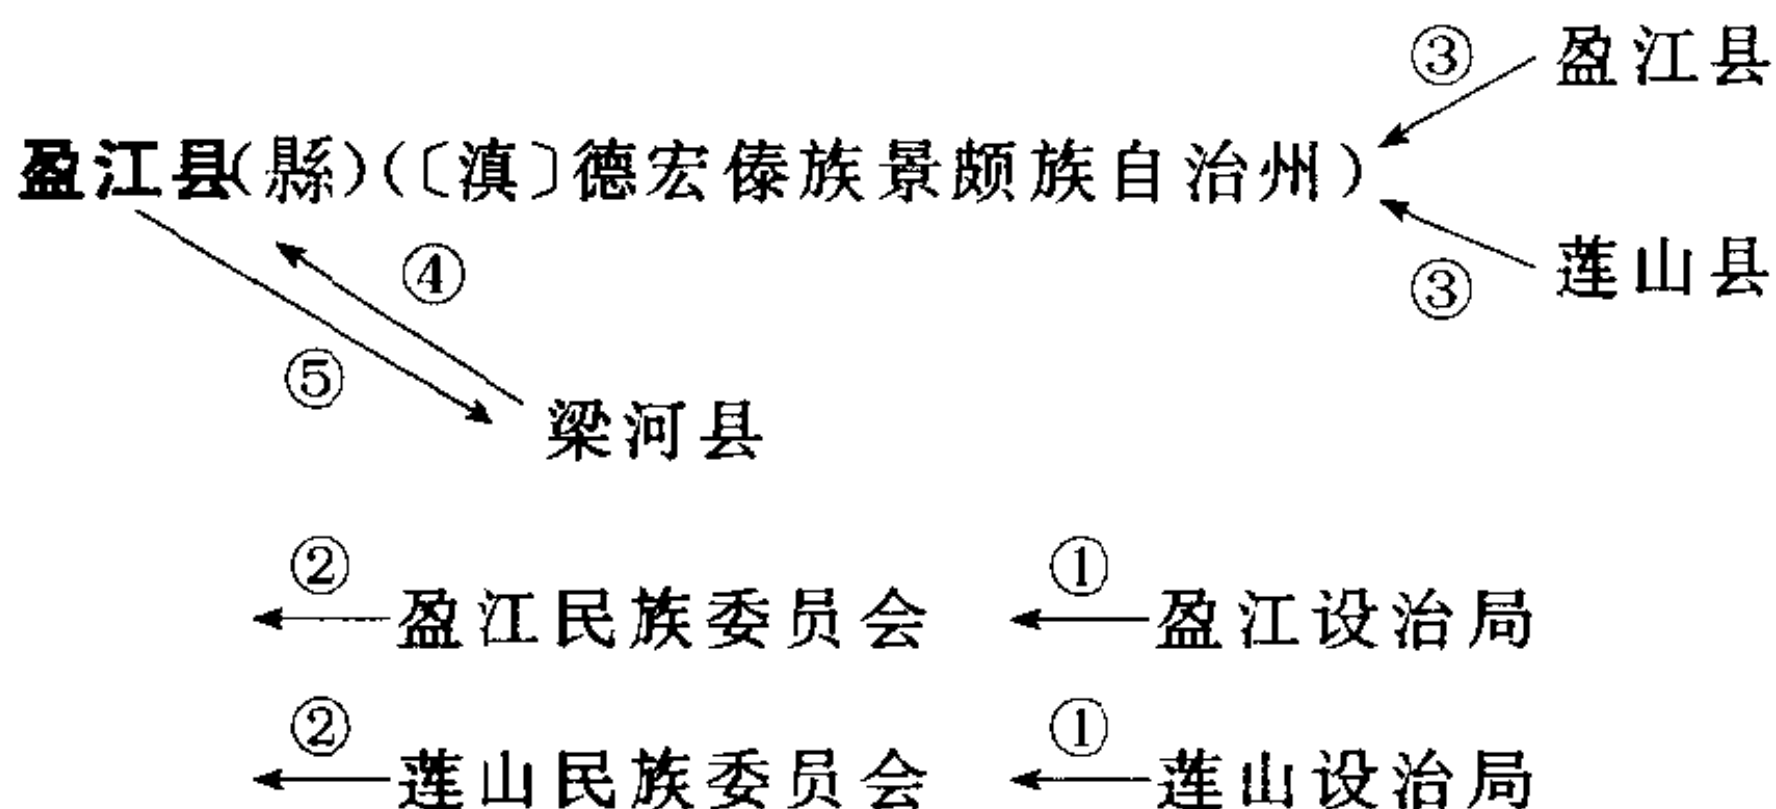 ③ 盈江县
盈江县(縣)(〔滇〕德宏傣族景颇族自治州)
③ 莲山县
④
⑤
梁河县
② 盈江民族委员会 ① 盈江设治局
② 莲山民族委员会 ① 莲山设治局